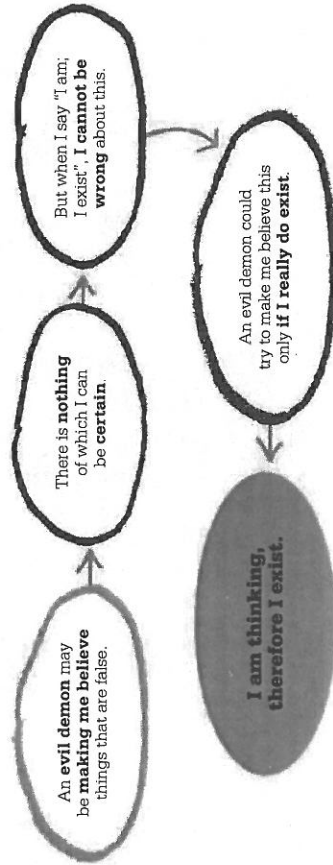 An evil demon may
be making me believe
things that are false.
There is nothing
of which I can
be certain.
But when I say "I am;
I exist", I cannot be
wrong about this.
An evil demon could
try to make me believe this
only if I really do exist.
I am thinking,
therefore I exist.